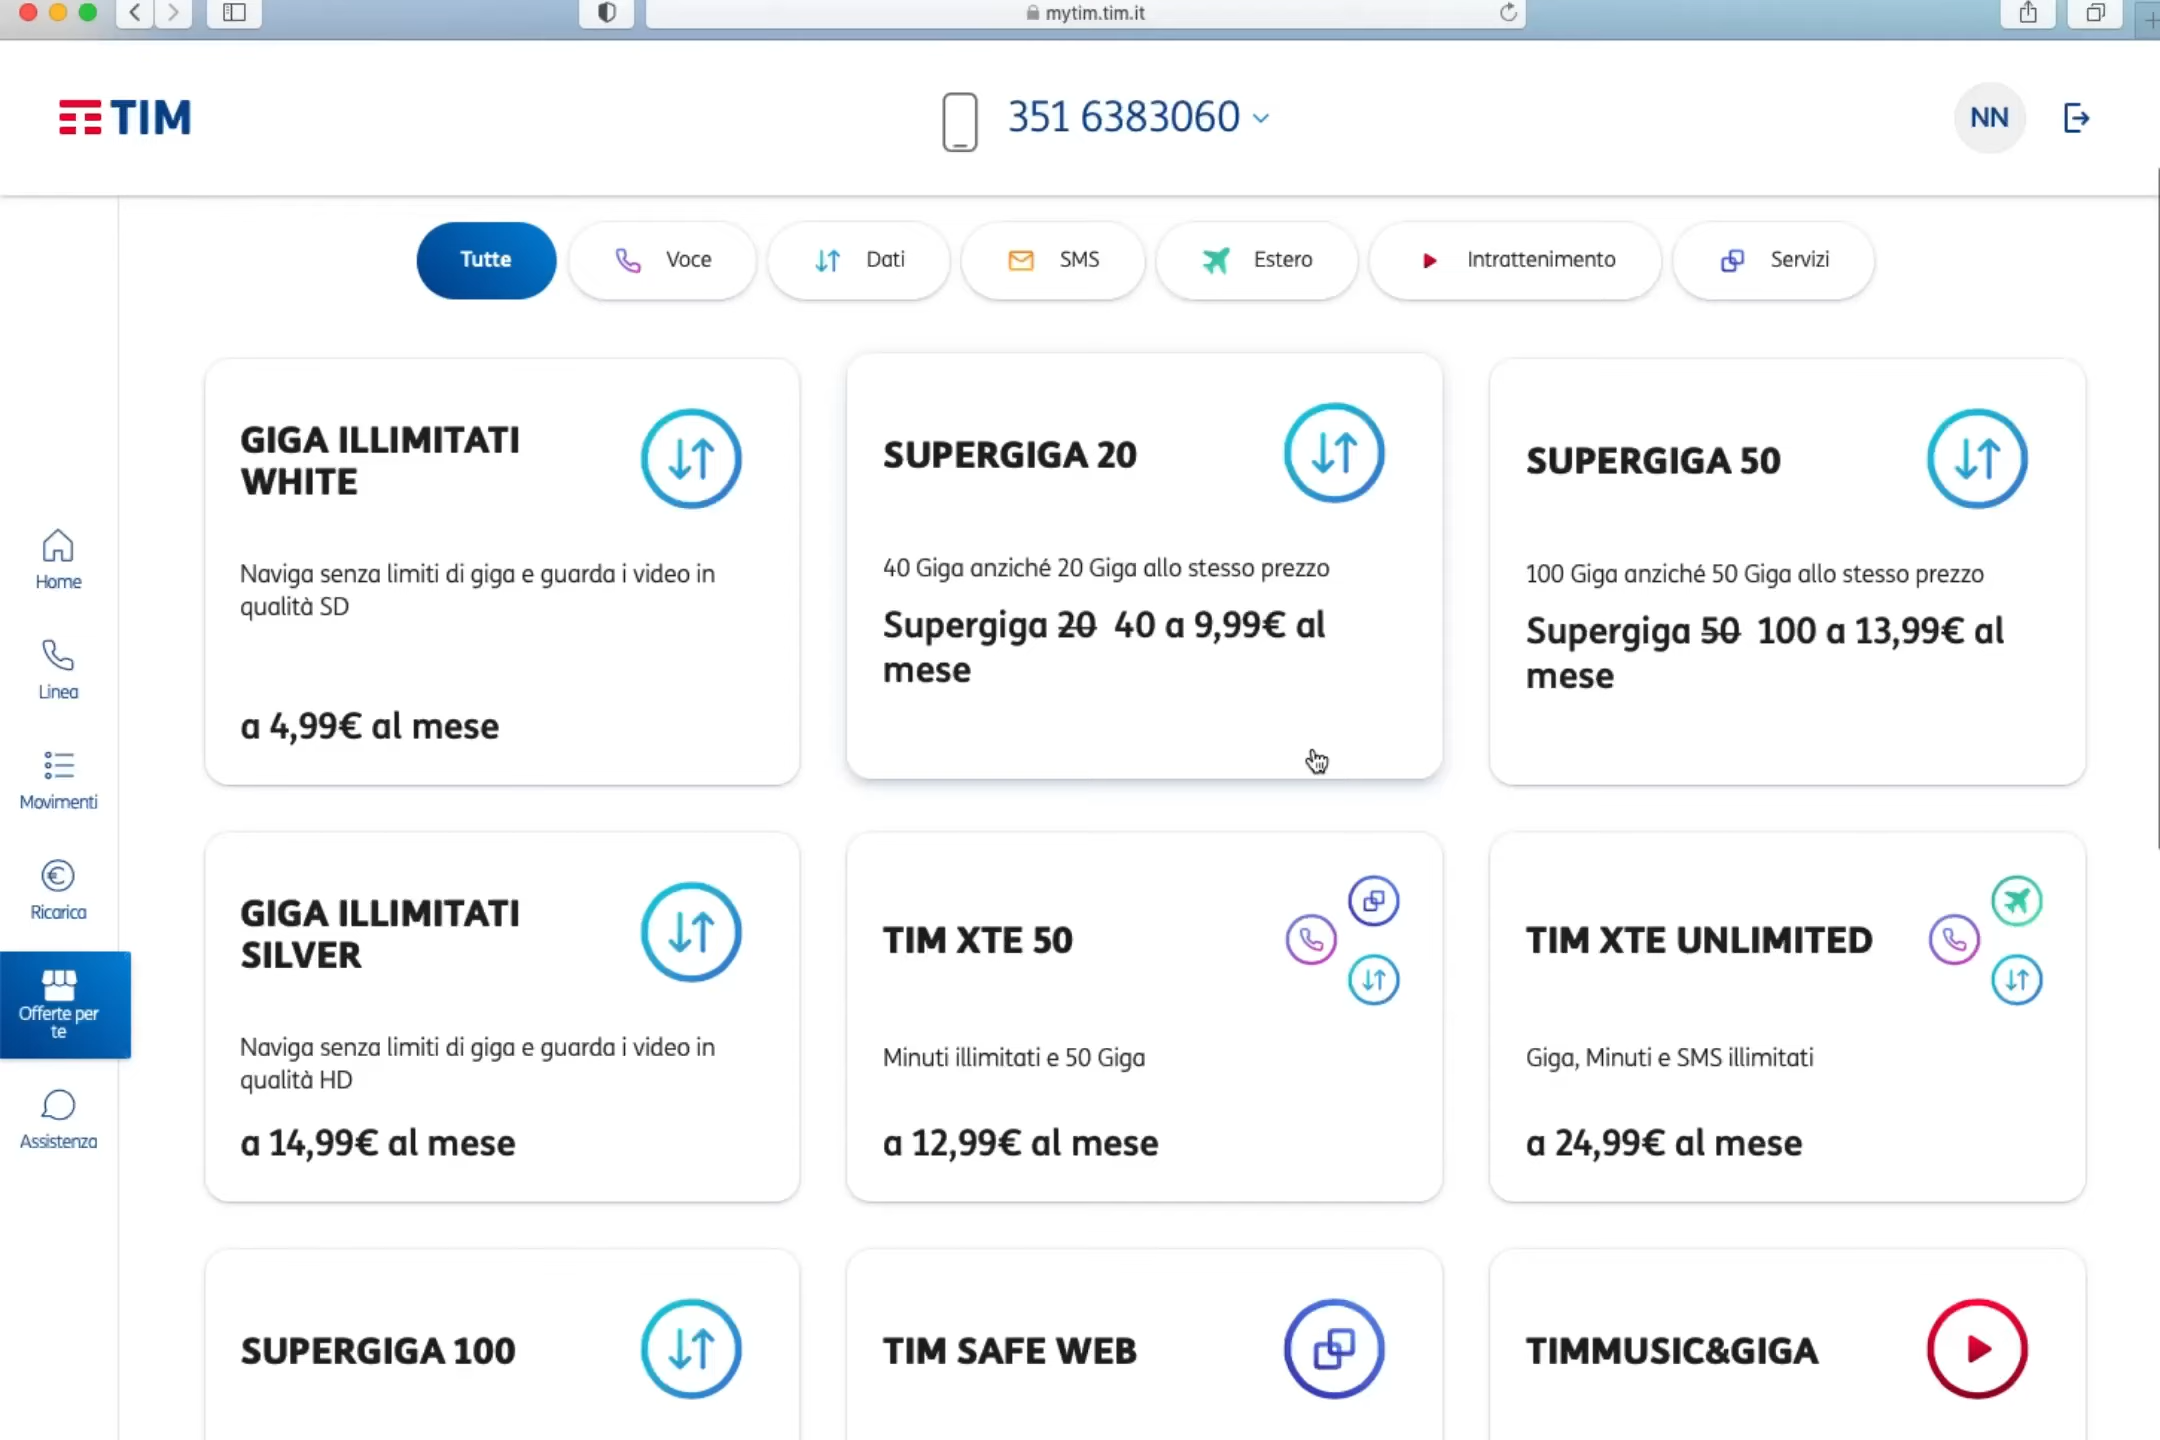 mytim.tim.it
TIM
351 6383060
NN
Tutte
Voce
Dati
SMS
Estero
Intrattenimento
Servizi
GIGA ILLIMITATI
WHITE
Naviga senza limiti di giga e guarda i video in
qualità SD
a 4,99€ al mese
SUPERGIGA 20
40 Giga anziché 20 Giga allo stesso prezzo
Supergiga 20 40 a 9,99€ al
mese
SUPERGIGA 50
100 Giga anziché 50 Giga allo stesso prezzo
Supergiga 50 100 a 13,99€ al
mese
Home
Linea
Movimenti
Ricarica
Offerte per
te
Assistenza
GIGA ILLIMITATI
SILVER
Naviga senza limiti di giga e guarda i video in
qualità HD
a 14,99€ al mese
TIM XTE 50
Minuti illimitati e 50 Giga
a 12,99€ al mese
TIM XTE UNLIMITED
Giga, Minuti e SMS illimitati
a 24,99€ al mese
SUPERGIGA 100
TIM SAFE WEB
TIMMUSIC&GIGA